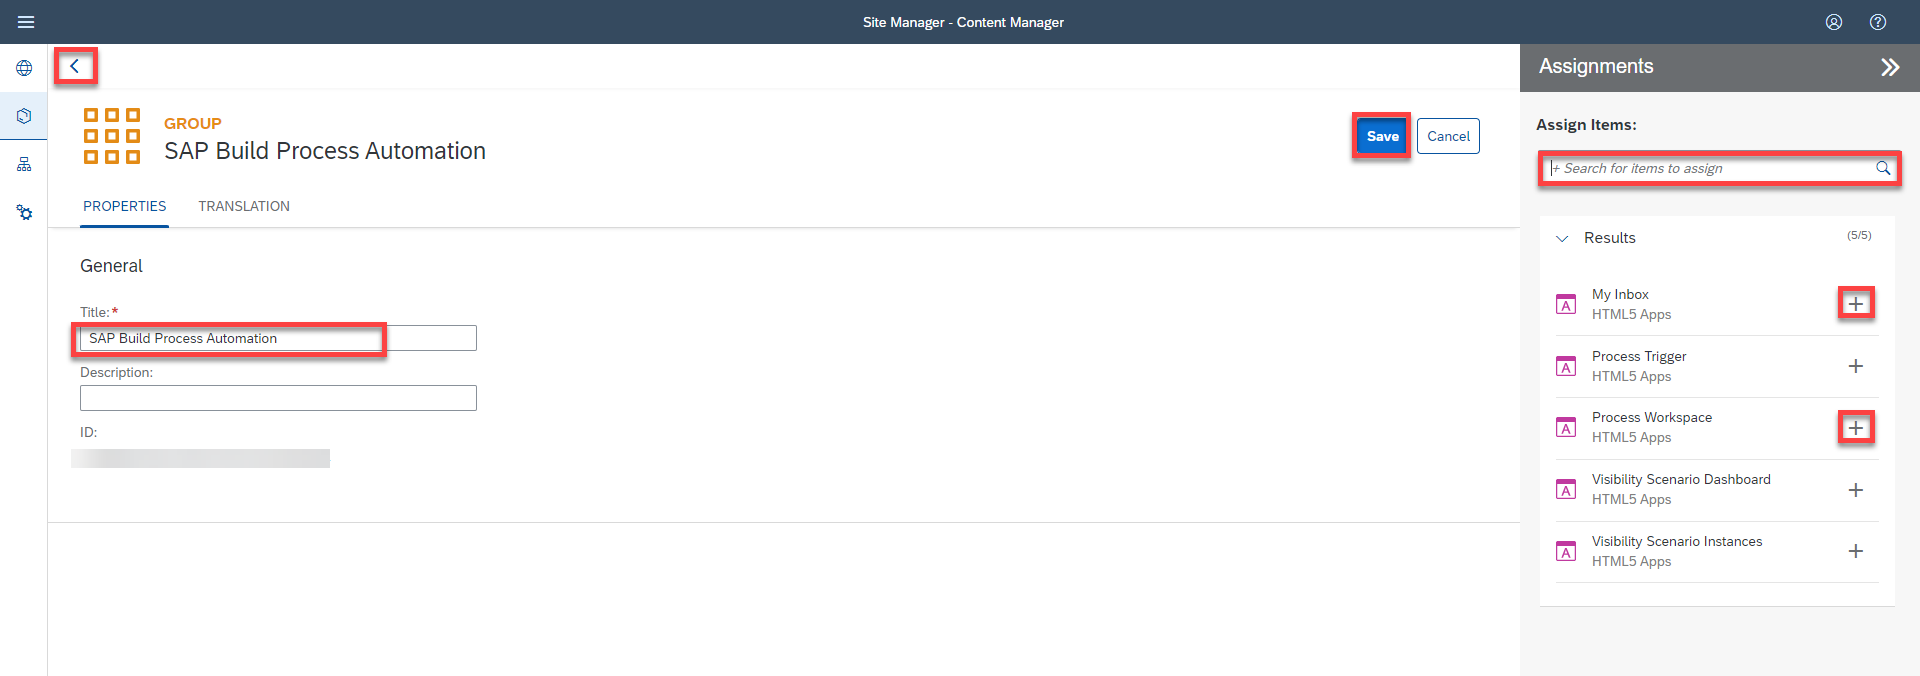 Site Manager - Content Manager
GROUP
SAP Build Process Automation
Save
Cancel
PROPERTIES
TRANSLATION
General
Title:*
SAP Build Process Automation
Description:
ID:
Assignments
Assign Items:
+ Search for items to assign
Results
(5/5)
My Inbox
HTML5 Apps
Process Trigger
HTML5 Apps
Process Workspace
HTML5 Apps
Visibility Scenario Dashboard
HTML5 Apps
Visibility Scenario Instances
HTML5 Apps